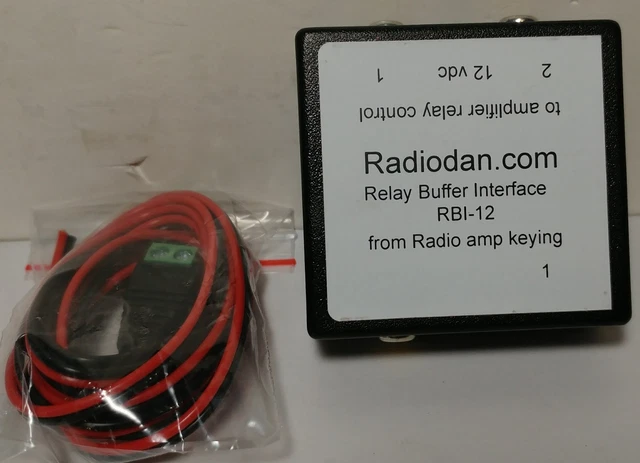 2 12 vdc 1
to amplifier relay control
Radiodan.com
Relay Buffer Interface
RBI-12
from Radio amp keying
1